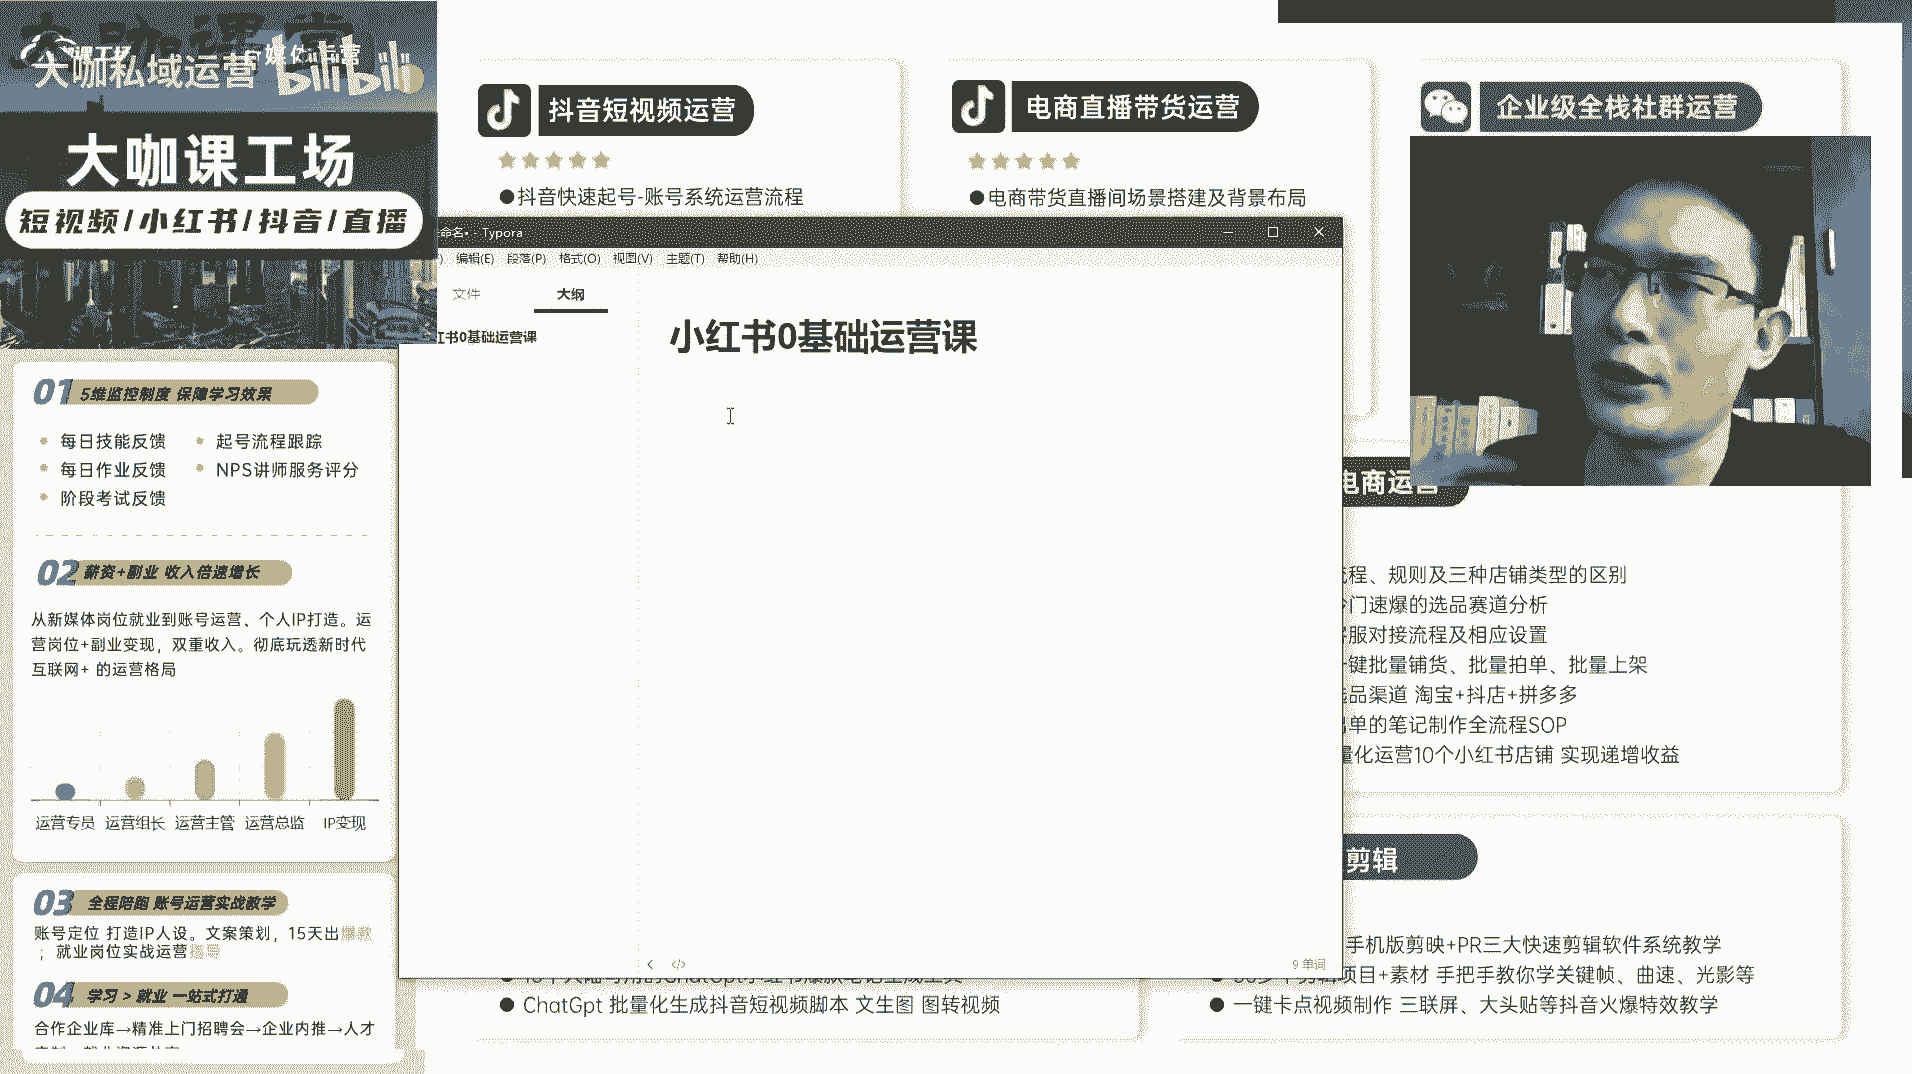 大咖私域运营
bilibili
大咖课工场
短视频/小红书/抖音/直播
01 5维监控制度 保障学习效果
每日技能反馈
起号流程跟踪
每日作业反馈
NPS讲师服务评分
阶段考试反馈
02 薪资+副业 收入倍速增长
从新媒体岗位就业到账号运营、个人IP打造。运
营岗位+副业变现，双重收入。彻底玩透新时代
互联网+ 的运营格局
运营专员 运营组长 运营主管 运营总监 IP变现
03 全程陪跑 账号运营实战教学
账号定位 打造IP人设。文案策划，15天出爆款
；就业岗位实战运营指导
04 学习 > 就业 一站式打通
合作企业库→精准上门招聘会→企业内推→人才
抖音短视频运营
●抖音快速起号-账号系统运营流程
电商直播带货运营
●电商带货直播间场景搭建及背景布局
企业级全栈社群运营
命名• - Typora
编辑(E) 段落(P) 格式(O) 视图(V) 主题(T) 帮助(H)
文件
大纲
红书0基础运营课
小红书0基础运营课
9 单词
电商运营
流程、规则及三种店铺类型的区别
冷门速爆的选品赛道分析
客服对接流程及相应设置
一键批量铺货、批量拍单、批量上架
选品渠道 淘宝+抖店+拼多多
出单的笔记制作全流程SOP
量化运营10个小红书店铺 实现递增收益
● ChatGpt 批量化生成抖音短视频脚本 文生图 图转视频
剪辑
手机版剪映+PR三大快速剪辑软件系统教学
项目+素材 手把手教你学关键帧、曲速、光影等
● 一键卡点视频制作 三联屏、大头贴等抖音火爆特效教学